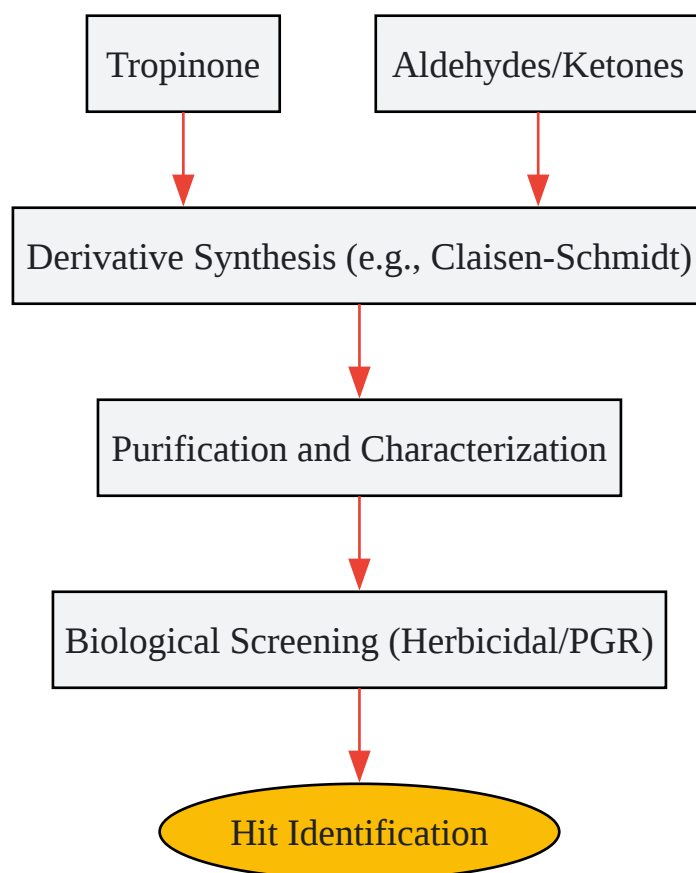 Tropinone
Aldehydes/Ketones
Derivative Synthesis (e.g., Claisen-Schmidt)
Purification and Characterization
Biological Screening (Herbicidal/PGR)
Hit Identification